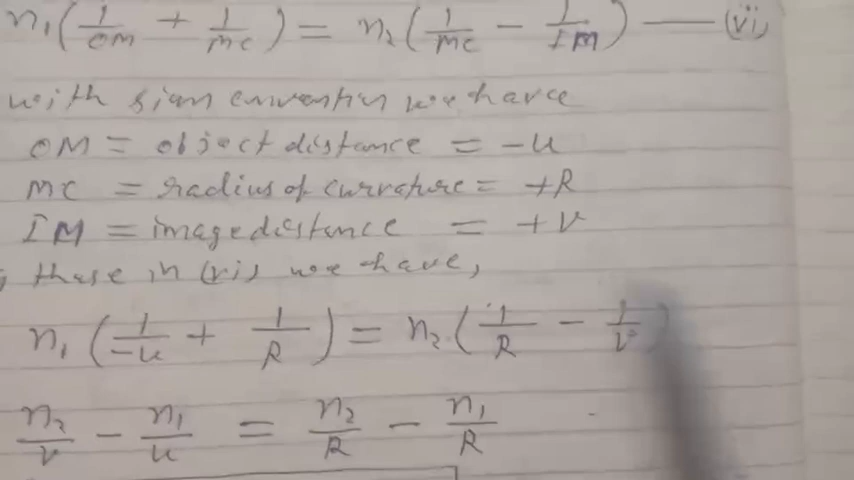 n₁(1/OM + 1/MC) = n₂(1/MC − 1/IM) —— (vi)
with sign convention we have
OM = object distance = −u
MC = radius of curvature = +R
IM = image distance = +v
these in (vi) we have,
n₁(1/−u + 1/R) = n₂(1/R − 1/v)
n₂/v − n₁/u = n₂/R − n₁/R